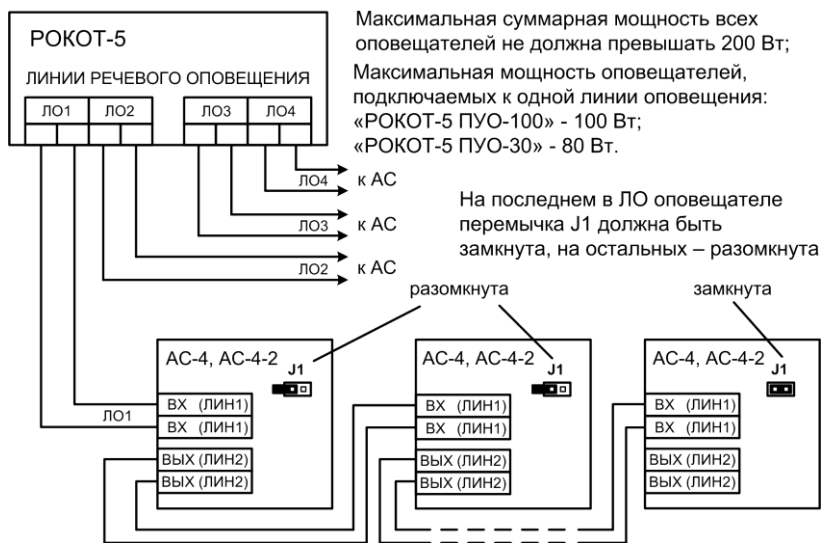 РОКОТ-5
ЛИНИИ РЕЧЕВОГО ОПОВЕЩЕНИЯ
ЛО1 ЛО2 ЛО3 ЛО4
Максимальная суммарная мощность всех
оповещателей не должна превышать 200 Вт;
Максимальная мощность оповещателей,
подключаемых к одной линии оповещения:
«РОКОТ-5 ПУО-100» - 100 Вт;
«РОКОТ-5 ПУО-30» - 80 Вт.
ЛО4 к АС
ЛО3 к АС
ЛО2 к АС
На последнем в ЛО оповещателе
перемычка J1 должна быть
замкнута, на остальных – разомкнута
разомкнута
замкнута
АС-4, АС-4-2
J1
ВХ (ЛИН1)
ВХ (ЛИН1)
ВЫХ (ЛИН2)
ВЫХ (ЛИН2)
ЛО1
АС-4, АС-4-2
J1
ВХ (ЛИН1)
ВХ (ЛИН1)
ВЫХ (ЛИН2)
ВЫХ (ЛИН2)
АС-4, АС-4-2
J1
ВХ (ЛИН1)
ВХ (ЛИН1)
ВЫХ (ЛИН2)
ВЫХ (ЛИН2)